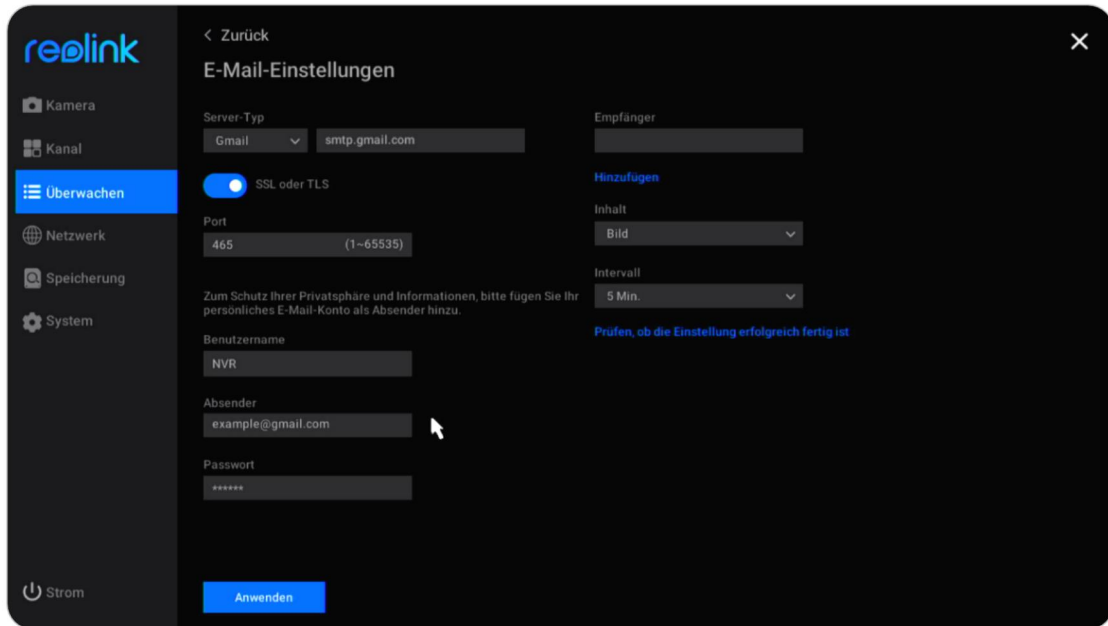 reolink
Kamera
Kanal
Überwachen
Netzwerk
Speicherung
System
Strom
< Zurück
E-Mail-Einstellungen
Server-Typ
Gmail smtp.gmail.com
SSL oder TLS
Port
465 (1~65535)
Zum Schutz Ihrer Privatsphäre und Informationen, bitte fügen Sie Ihr
persönliches E-Mail-Konto als Absender hinzu.
Benutzername
NVR
Absender
example@gmail.com
Passwort
******
Anwenden
Empfänger
Hinzufügen
Inhalt
Bild
Intervall
5 Min.
Prüfen, ob die Einstellung erfolgreich fertig ist